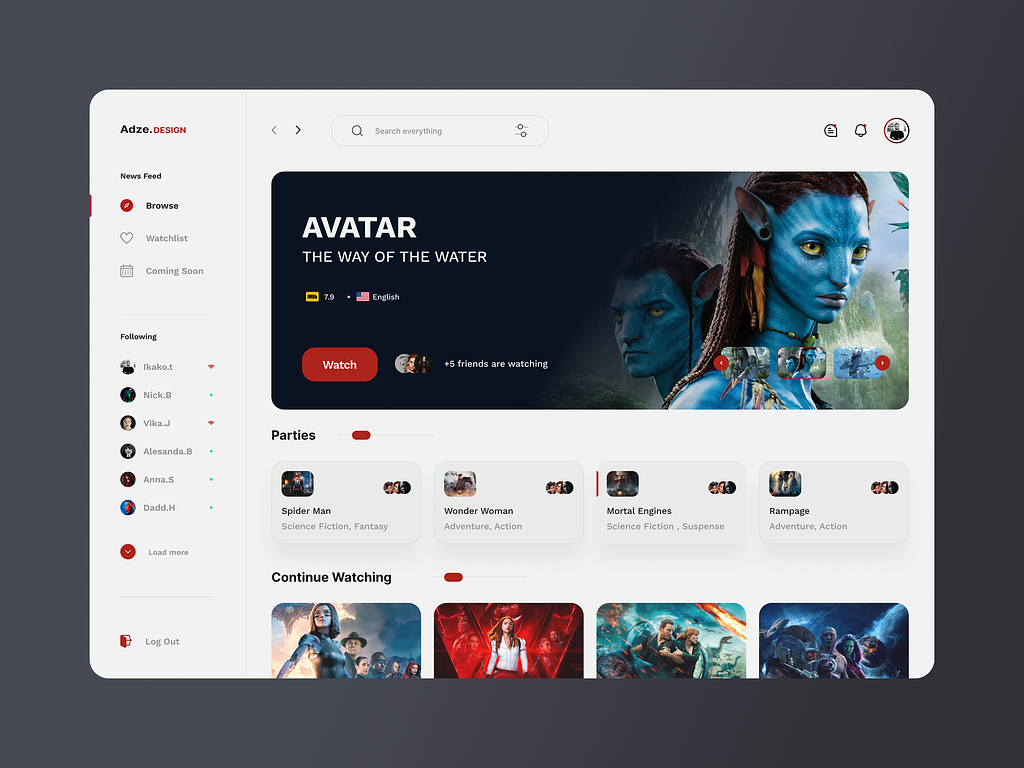 Adze.DESIGN
Search everything
News Feed
Browse
Watchlist
Coming Soon
Following
Ikako.t
Nick.B
Vika.J
Alesanda.B
Anna.S
Dadd.H
Load more
Log Out
AVATAR
THE WAY OF THE WATER
IMDb 7.9 • English
Watch
+5 friends are watching
Parties
Spider Man
Science Fiction, Fantasy
Wonder Woman
Adventure, Action
Mortal Engines
Science Fiction , Suspense
Rampage
Adventure, Action
Continue Watching